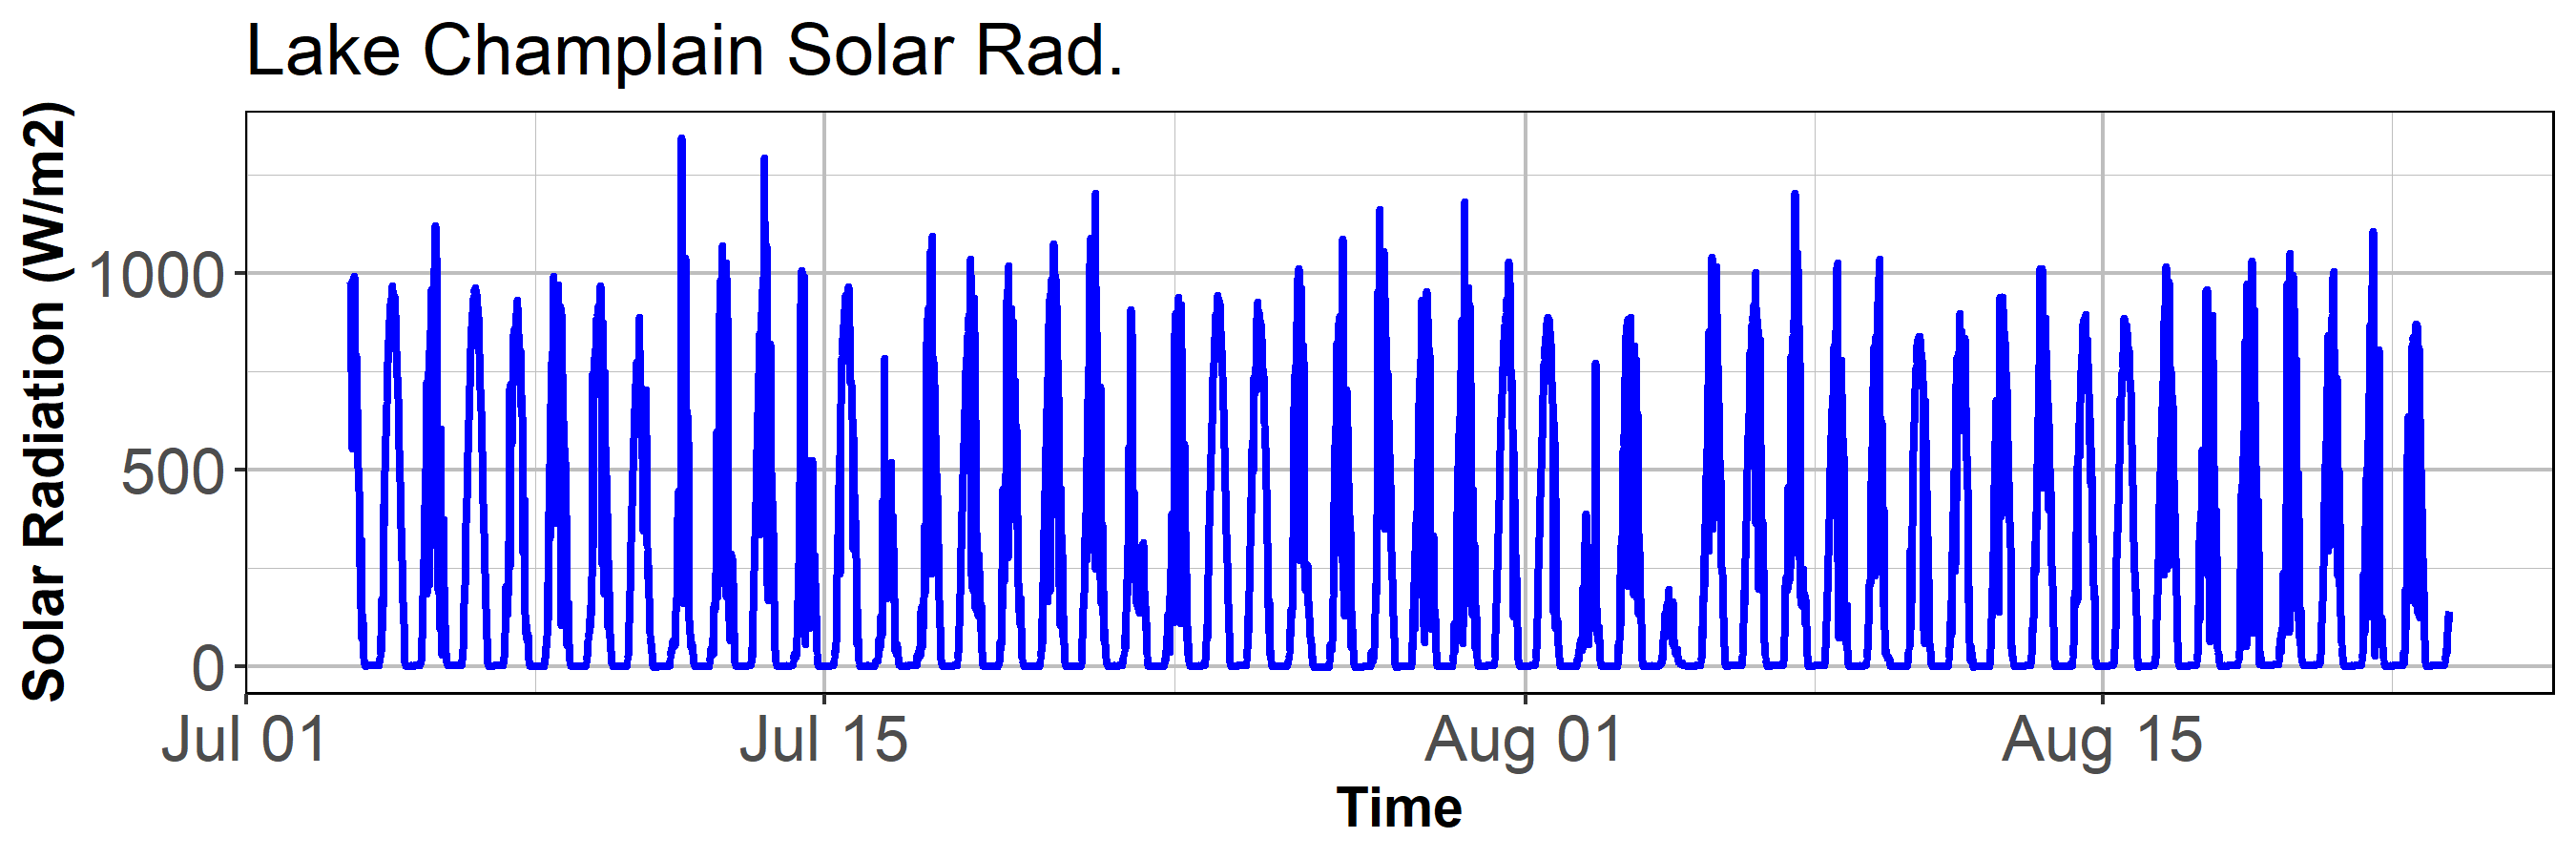 Lake Champlain Solar Rad.
Solar Radiation (W/m2)
1000
500
0
Jul 01
Jul 15
Aug 01
Aug 15
Time